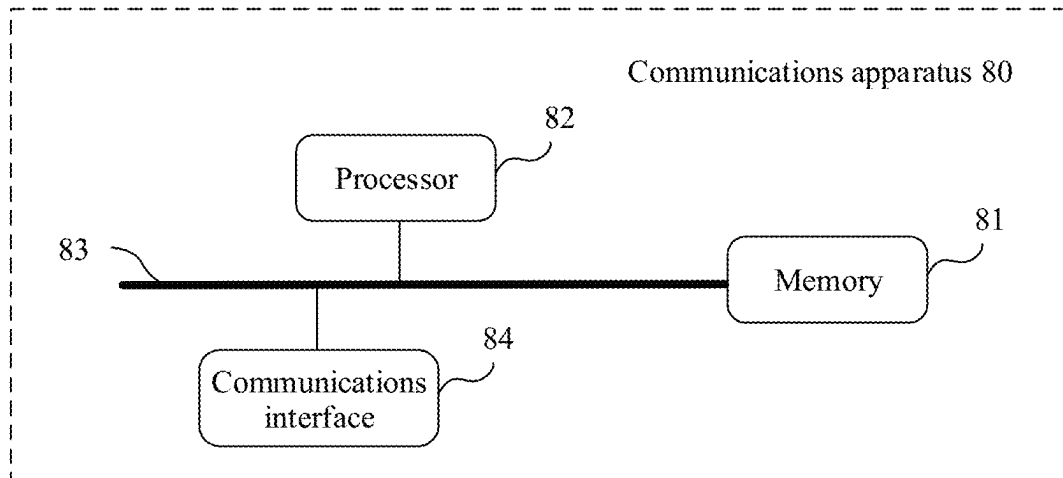 Communications apparatus 80
82
Processor
81
83
Memory
84
Communications
interface